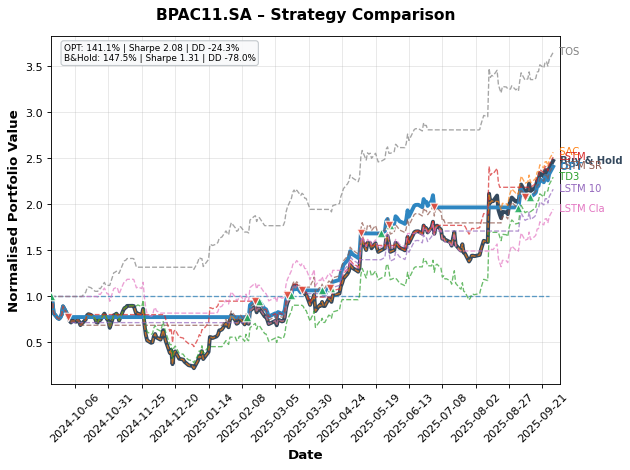 BPAC11.SA – Strategy Comparison
OPT: 141.1% | Sharpe 2.08 | DD -24.3%
B&Hold: 147.5% | Sharpe 1.31 | DD -78.0%
Normalised Portfolio Value
3.5
3.0
2.5
2.0
1.5
1.0
0.5
TOS
Buy & Hold
TD3
LSTM 10
LSTM Cla
2024-10-06
2024-10-31
2024-11-25
2024-12-20
2025-01-14
2025-02-08
2025-03-05
2025-03-30
2025-04-24
2025-05-19
2025-06-13
2025-07-08
2025-08-02
2025-08-27
2025-09-21
Date